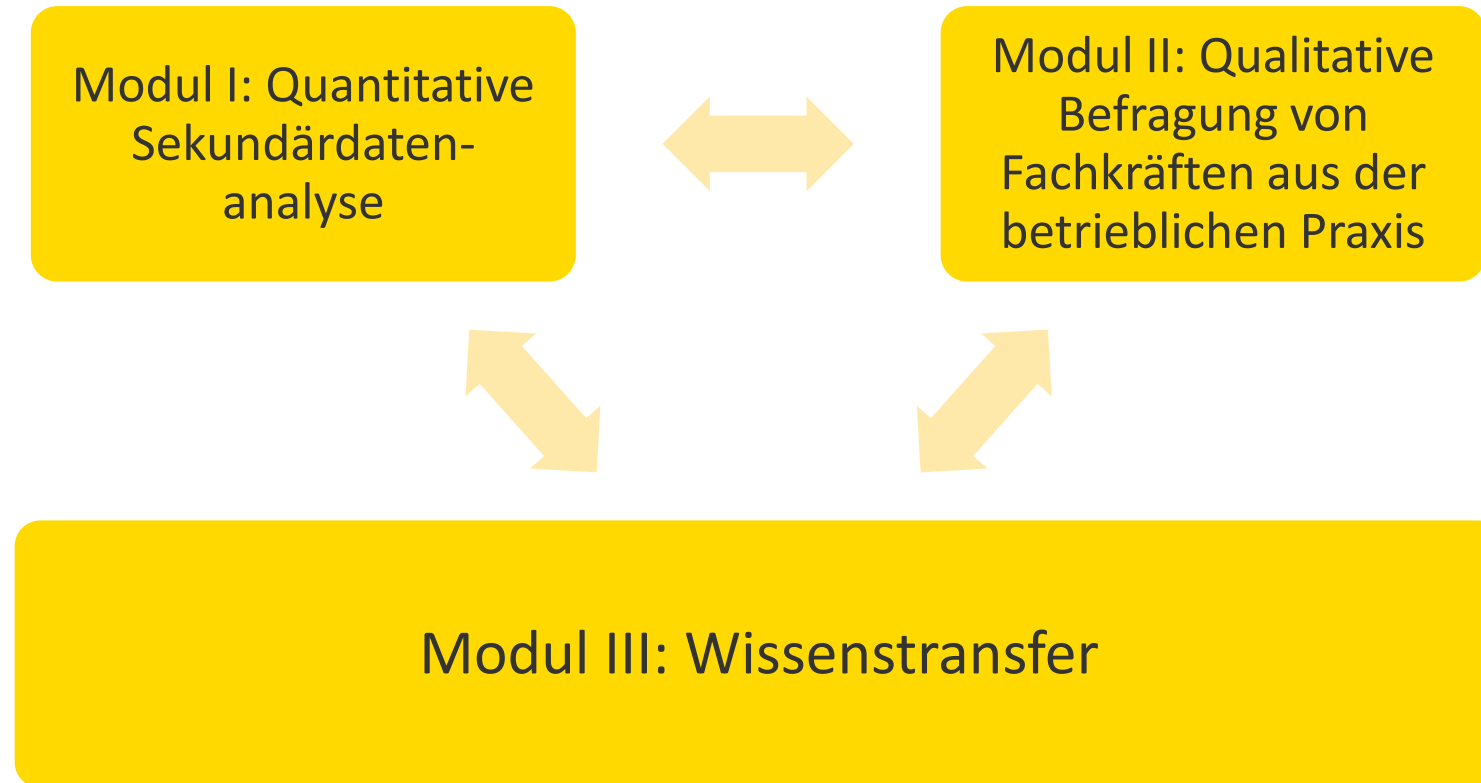 Modul I: Quantitative
Sekundärdaten-
analyse
Modul II: Qualitative
Befragung von
Fachkräften aus der
betrieblichen Praxis
Modul III: Wissenstransfer